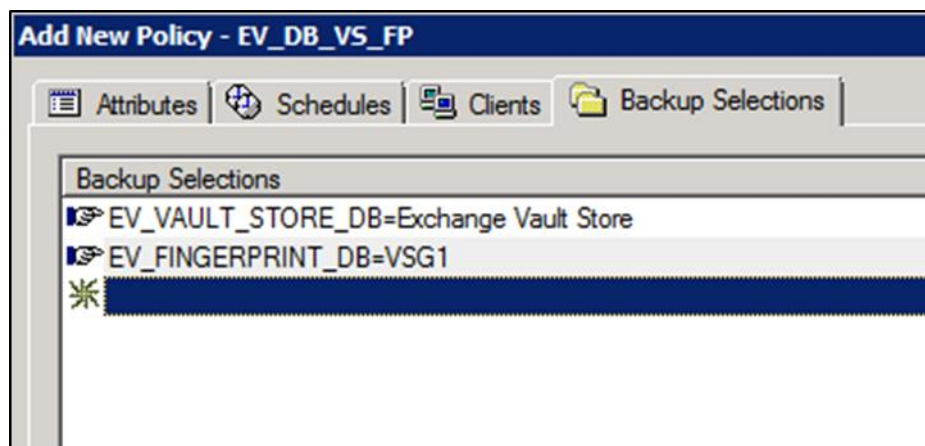 Add New Policy - EV_DB_VS_FP
Attributes Schedules Clients Backup Selections
Backup Selections
EV_VAULT_STORE_DB=Exchange Vault Store
EV_FINGERPRINT_DB=VSG1